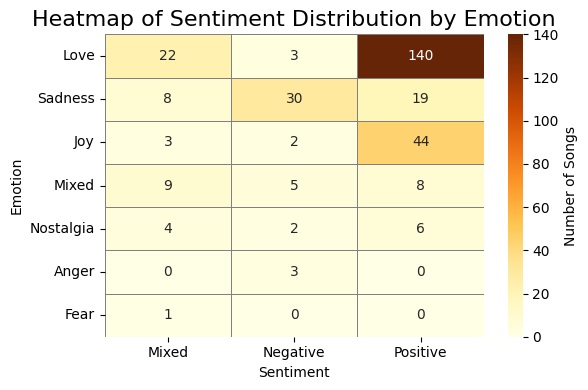 Heatmap of Sentiment Distribution by Emotion
Love 22 3 140
Sadness 8 30 19
Joy 3 2 44
Mixed 9 5 8
Nostalgia 4 2 6
Anger 0 3 0
Fear 1 0 0
Mixed Negative Positive
Sentiment
Emotion
140
120
100
80
60
40
20
0
Number of Songs